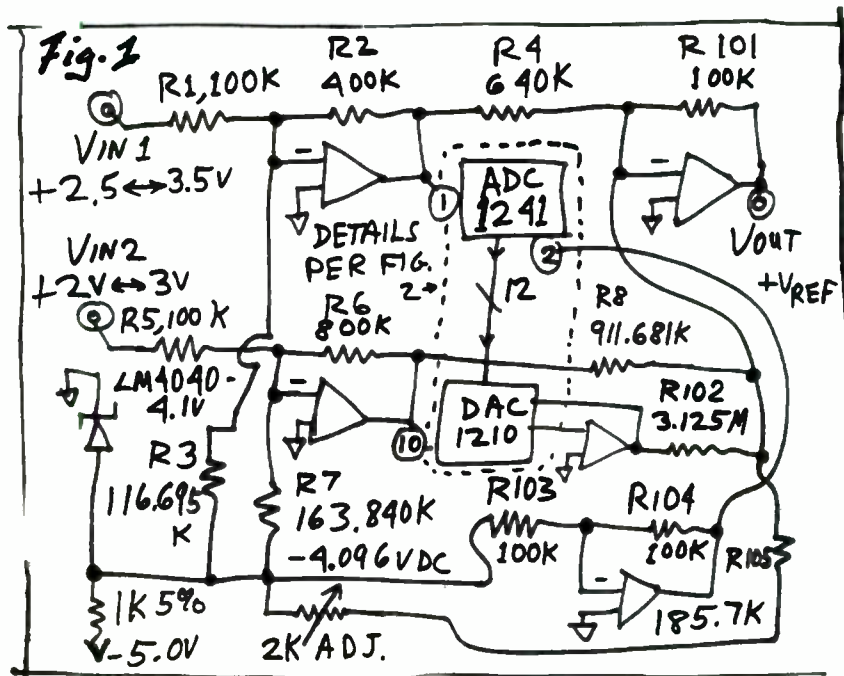 Fig. 1
R1, 100K
R2
400K
R4
640K
R 101
100K
VIN 1
+2.5 ↔ 3.5V
−
ADC
1241
1
2
−
VOUT
+VREF
DETAILS
PER FIG.
2→
12
VIN2
+2V ↔ 3V
R5, 100 K
R6
800K
R8
911.681K
LM4040-
4.1V
−
10
DAC
1210
R102
3.125M
R3
116.695
K
R7
163.840K
-4.096VDC
R103
100K
R104
100K
R105
−
185.7K
1K 5%
-5.0V
2K ADJ.